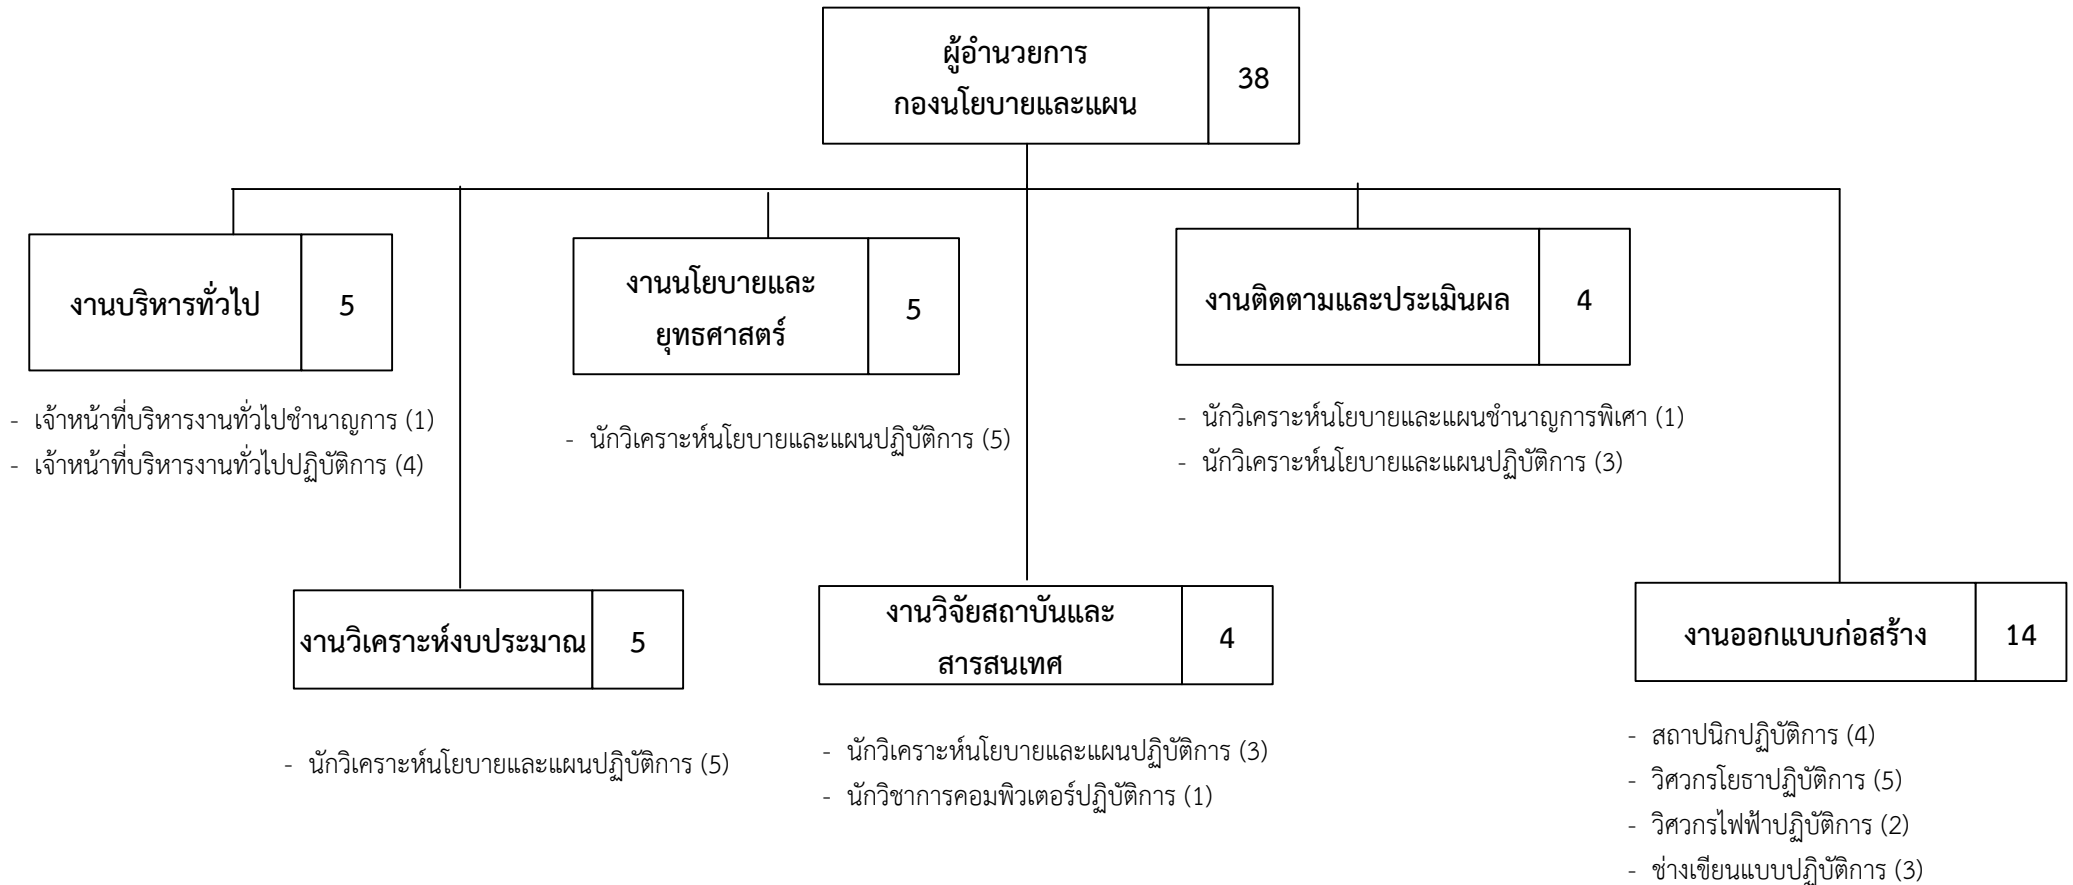 ผู้อำนวยการ
กองนโยบายและแผน
38
งานบริหารทั่วไป
5
- เจ้าหน้าที่บริหารงานทั่วไปชำนาญการ (1)
- เจ้าหน้าที่บริหารงานทั่วไปปฏิบัติการ (4)
งานนโยบายและ
ยุทธศาสตร์
5
- นักวิเคราะห์นโยบายและแผนปฏิบัติการ (5)
งานติดตามและประเมินผล
4
- นักวิเคราะห์นโยบายและแผนชำนาญการพิเศา (1)
- นักวิเคราะห์นโยบายและแผนปฏิบัติการ (3)
งานวิเคราะห์งบประมาณ
5
- นักวิเคราะห์นโยบายและแผนปฏิบัติการ (5)
งานวิจัยสถาบันและ
สารสนเทศ
4
- นักวิเคราะห์นโยบายและแผนปฏิบัติการ (3)
- นักวิชาการคอมพิวเตอร์ปฏิบัติการ (1)
งานออกแบบก่อสร้าง
14
- สถาปนิกปฏิบัติการ (4)
- วิศวกรโยธาปฏิบัติการ (5)
- วิศวกรไฟฟ้าปฏิบัติการ (2)
- ช่างเขียนแบบปฏิบัติการ (3)